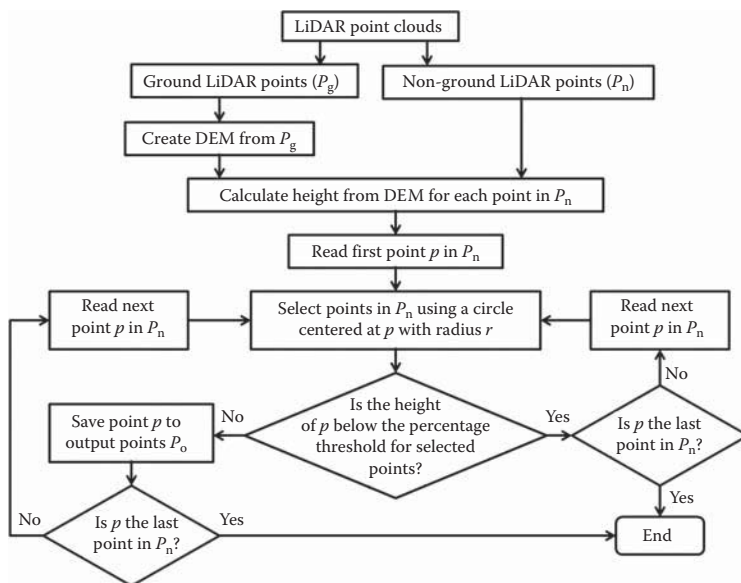 LiDAR point clouds
Ground LiDAR points (Pg)
Non-ground LiDAR points (Pn)
Create DEM from Pg
Calculate height from DEM for each point in Pn
Read first point p in Pn
Read next
point p in Pn
Select points in Pn using a circle
centered at p with radius r
Read next
point p in Pn
No
Save point p to
output points Po
No
Is the height
of p below the percentage
threshold for selected
points?
Yes
Is p the last
point in Pn?
No
Is p the last
point in Pn?
Yes
Yes
End